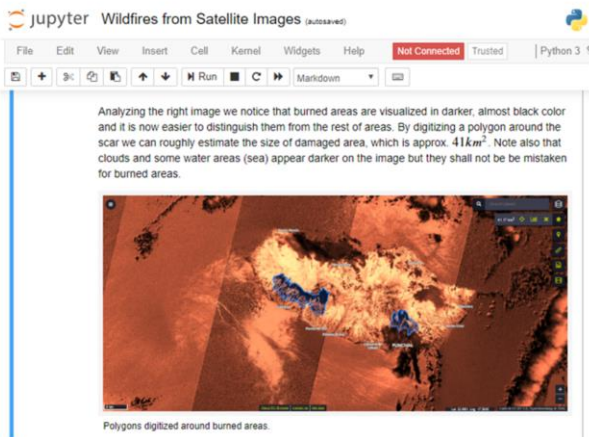 jupyter Wildfires from Satellite Images (autosaved)
File Edit View Insert Cell Kernel Widgets Help Not Connected Trusted Python 3
Run Markdown
Analyzing the right image we notice that burned areas are visualized in darker, almost black color
and it is now easier to distinguish them from the rest of areas. By digitizing a polygon around the
scar we can roughly estimate the size of damaged area, which is approx. 41km². Note also that
clouds and some water areas (sea) appear darker on the image but they shall not be be mistaken
for burned areas.
FUNCHAL
Polygons digitized around burned areas.